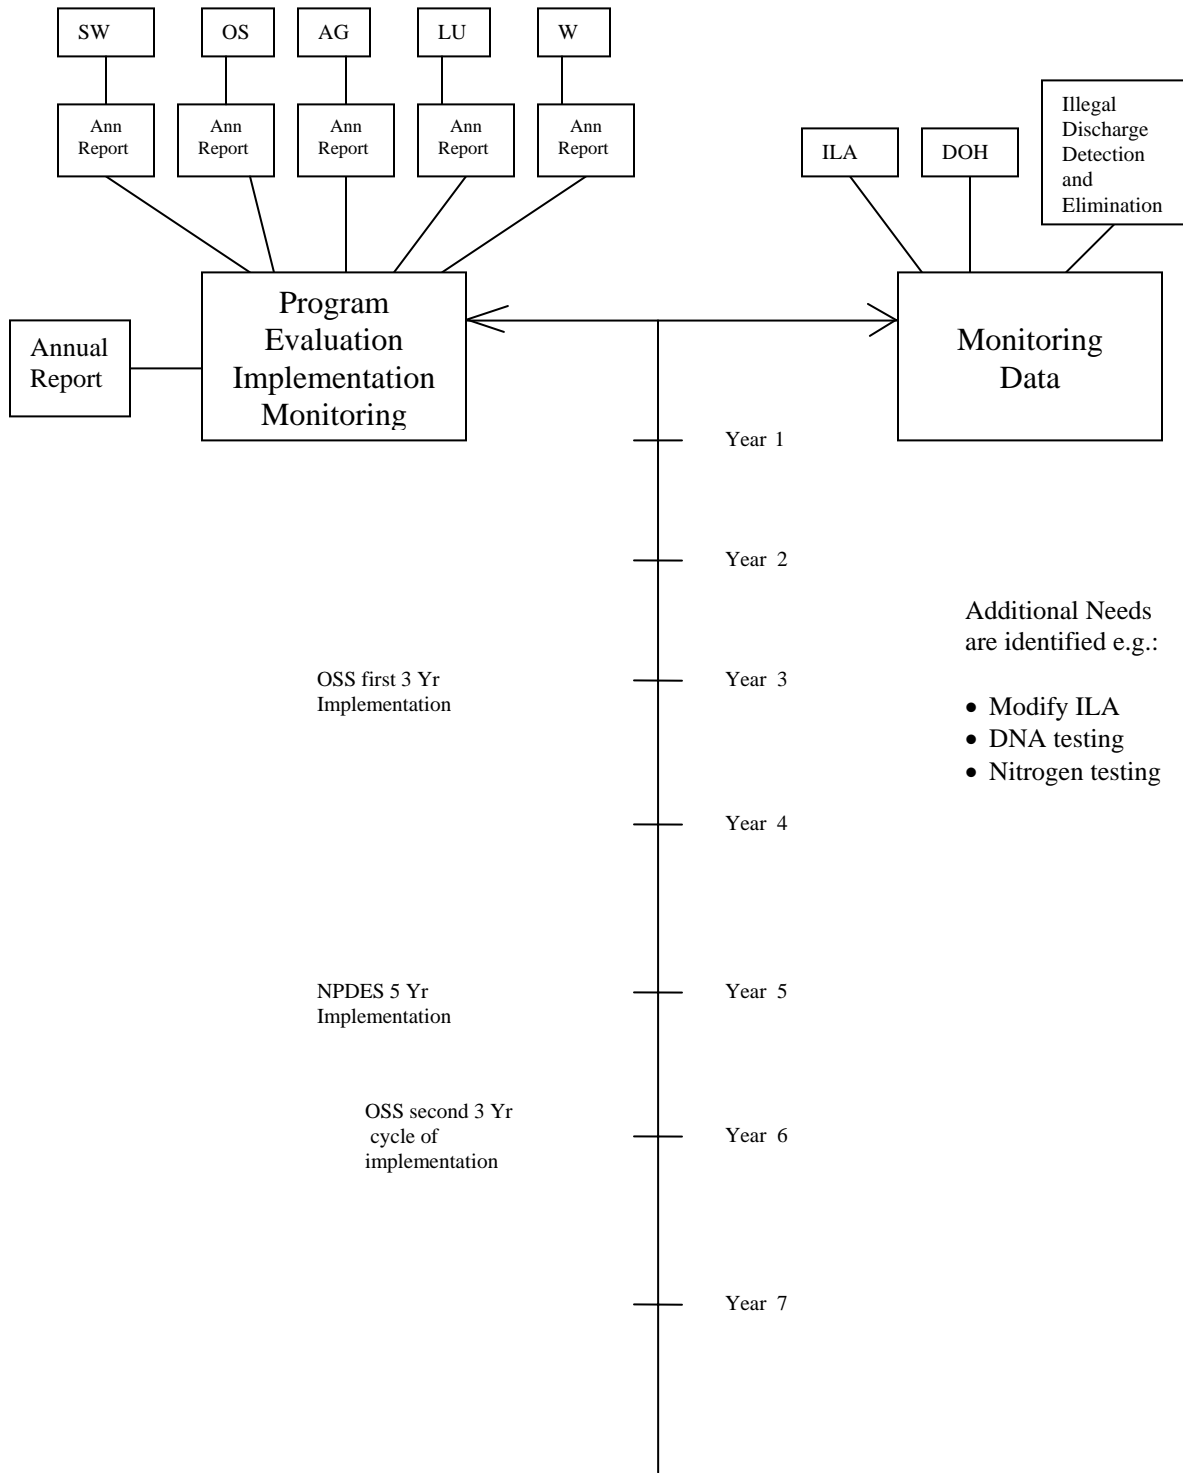 SW
OS
AG
LU
W
Ann
Report
Ann
Report
Ann
Report
Ann
Report
Ann
Report
ILA
DOH
Illegal
Discharge
Detection
and
Elimination
Annual
Report
Program
Evaluation
Implementation
Monitoring
Monitoring
Data
Year 1
Year 2
OSS first 3 Yr
Implementation
Year 3
Additional Needs
are identified e.g.:
• Modify ILA
• DNA testing
• Nitrogen testing
Year 4
NPDES 5 Yr
Implementation
Year 5
OSS second 3 Yr
cycle of
implementation
Year 6
Year 7